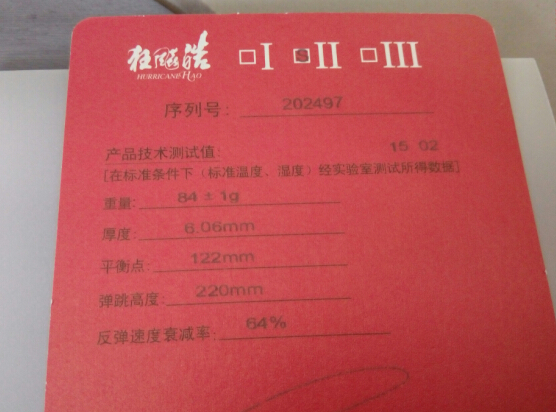 狂飚皓 □I ⑤II □III
HURRICANE HAO
序列号: 202497
产品技术测试值: 15 02
[在标准条件下（标准温度、湿度）经实验室测试所得数据]
重量: 84±1g
厚度: 6.06mm
平衡点: 122mm
弹跳高度: 220mm
反弹速度衰减率: 64%